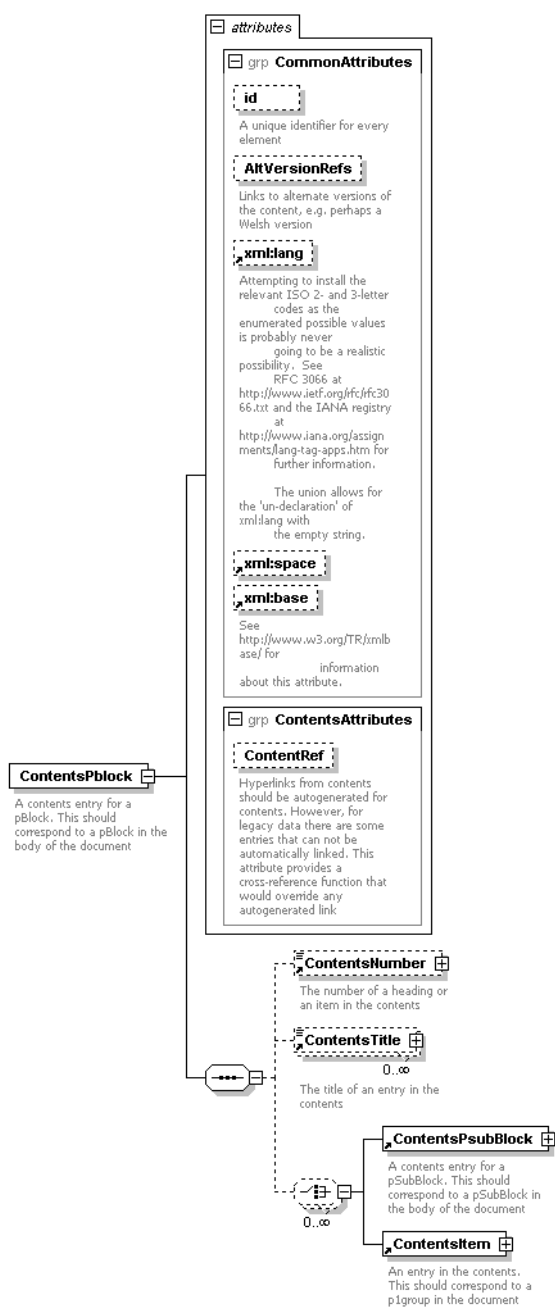 attributes
grp CommonAttributes
id
A unique identifier for every
element
AltVersionRefs
Links to alternate versions of
the content, e.g. perhaps a
Welsh version
xml:lang
Attempting to install the
relevant ISO 2- and 3-letter
codes as the
enumerated possible values
is probably never
going to be a realistic
possibility.  See
RFC 3066 at
http://www.ietf.org/rfc/rfc30
66.txt and the IANA registry
at
http://www.iana.org/assign
ments/lang-tag-apps.htm for
further information.
The union allows for
the 'un-declaration' of
xml:lang with
the empty string.
xml:space
xml:base
See
http://www.w3.org/TR/xmlb
ase/ for
information
about this attribute.
grp ContentsAttributes
ContentRef
Hyperlinks from contents
should be autogenerated for
contents. However, for
legacy data there are some
entries that can not be
automatically linked. This
attribute provides a
cross-reference function that
would override any
autogenerated link
ContentsPblock
A contents entry for a
pBlock. This should
correspond to a pBlock in the
body of the document
ContentsNumber
The number of a heading or
an item in the contents
ContentsTitle
0..∞
The title of an entry in the
contents
0..∞
ContentsPsubBlock
A contents entry for a
pSubBlock. This should
correspond to a pSubBlock in
the body of the document
ContentsItem
An entry in the contents.
This should correspond to a
p1group in the document